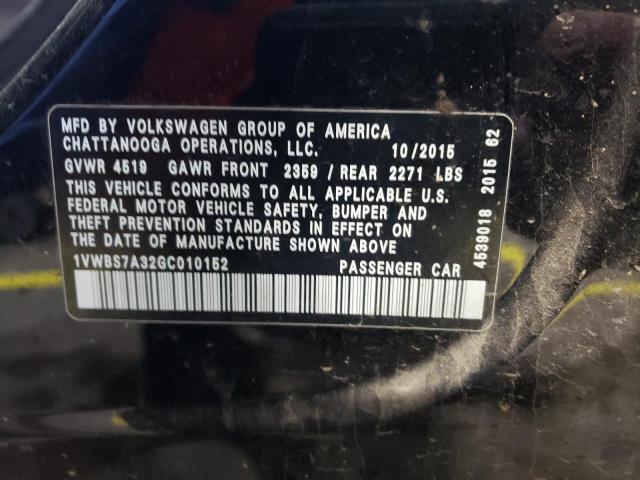 MFD BY VOLKSWAGEN GROUP OF AMERICA
CHATTANOOGA OPERATIONS, LLC. 10/2015
GVWR 4519 GAWR FRONT 2359 / REAR 2271 LBS
THIS VEHICLE CONFORMS TO ALL APPLICABLE U.S.
FEDERAL MOTOR VEHICLE SAFETY, BUMPER AND
THEFT PREVENTION STANDARDS IN EFFECT ON
THE DATE OF MANUFACTURE SHOWN ABOVE
1VWBS7A32GC010152 PASSENGER CAR
4539018 2015 62